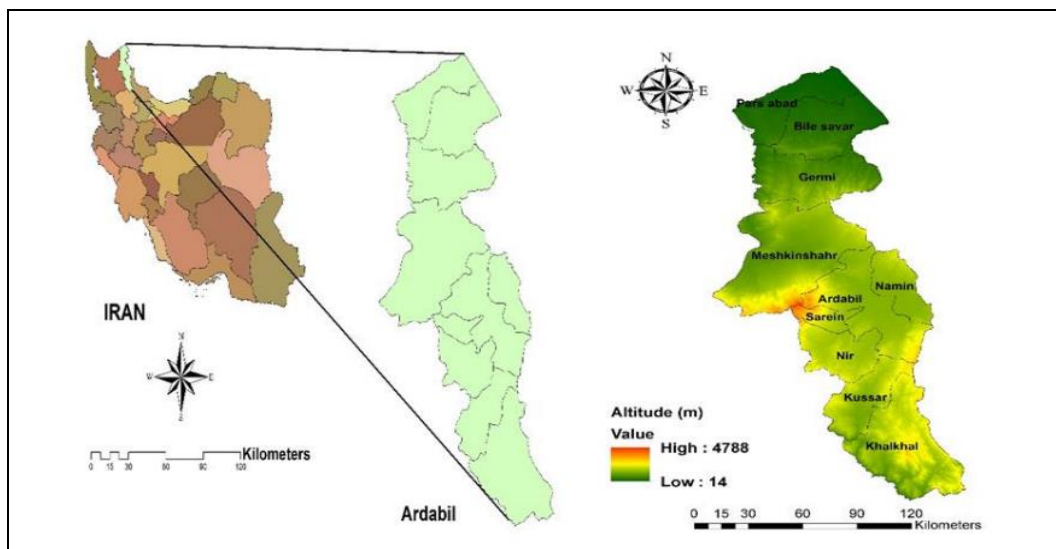 IRAN
N
W E
S
Kilometers
0 15 30 60 90 120
Ardabil
N
W E
S
Pars abad
Bile savar
Germi
Meshkinshahr
Namin
Ardabil
Sarein
Nir
Kussar
Khalkhal
Altitude (m)
Value
High : 4788
Low : 14
0 15 30 60 90 120
Kilometers